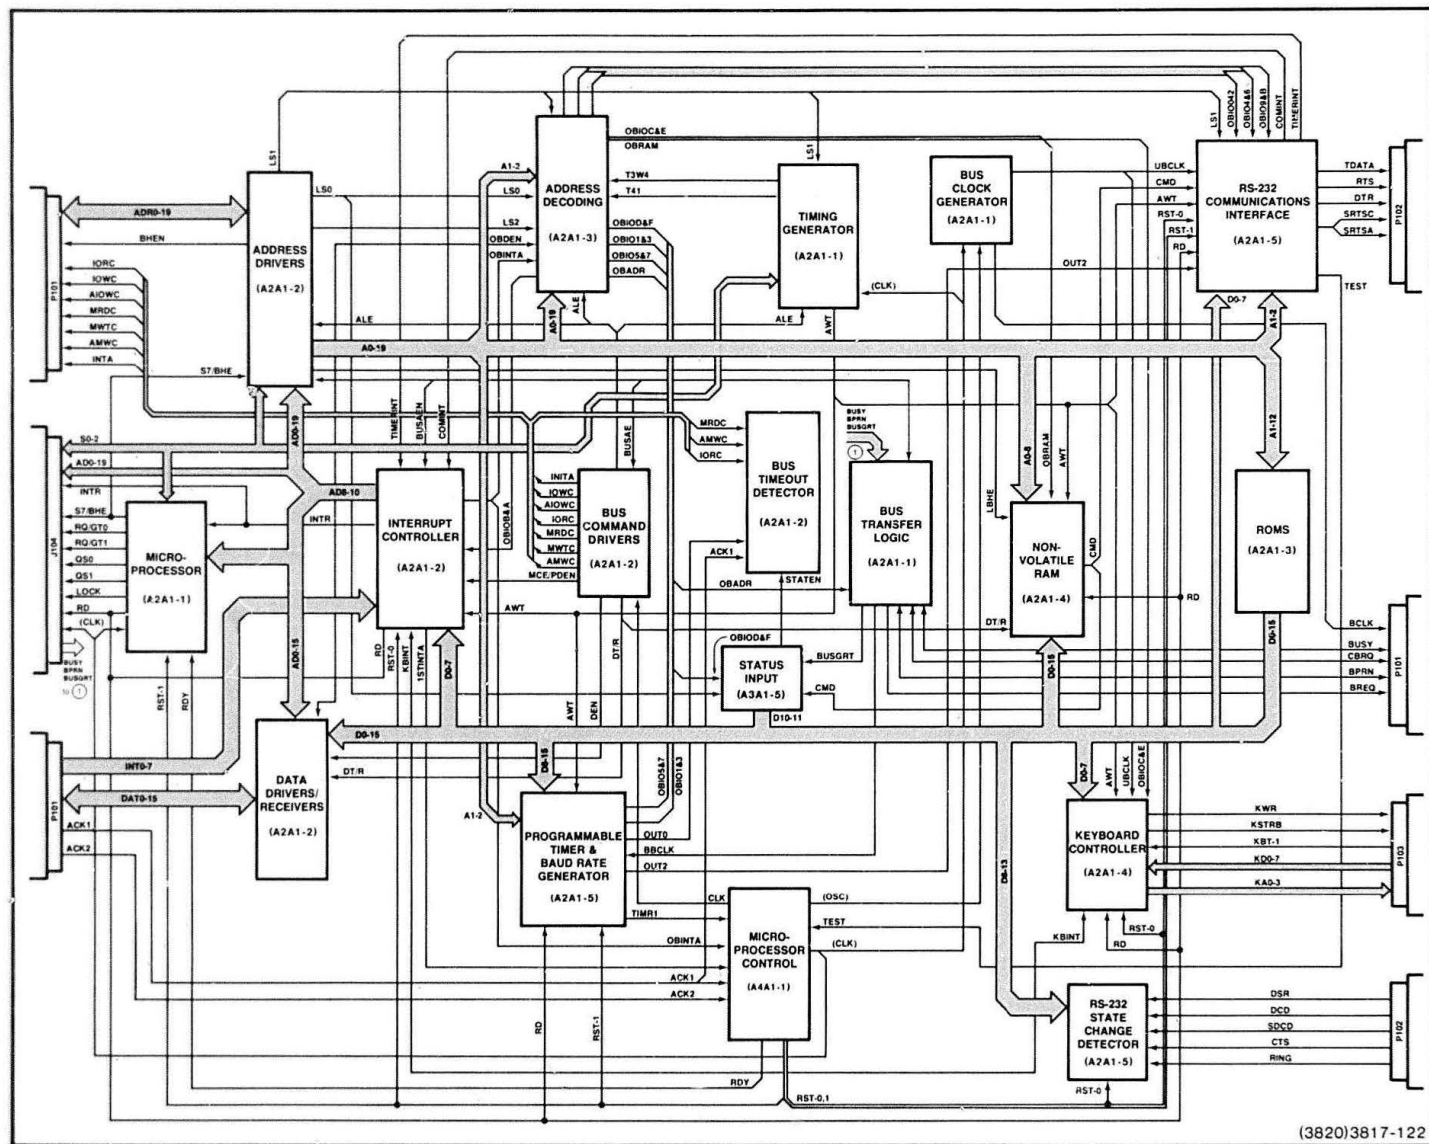 LS1
LS1
LS1
OBIO042
OBIO4&6
OBIO9&B
COMINT
TIMERINT
OBIOC&E
OBRAM
A1-2
LS0
LS0
LS2
OBDEN
OBINTA
ADDRESS
DECODING
(A2A1-3)
T3W4
T41
OBIOD&F
OBIO1&3
OBIO5&7
OBADR
TIMING
GENERATOR
(A2A1-1)
BUS
CLOCK
GENERATOR
(A2A1-1)
UBCLK
CMD
AWT
RST-0
RST-1
RD
OUT2
RS-232
COMMUNICATIONS
INTERFACE
(A2A1-5)
TDATA
RTS
DTR
SRTSC
SRTSA
P102
TEST
P101
ADR0-19
BHEN
IORC
IOWC
AIOWC
MRDC
MWTC
AMWC
INTA
ADDRESS
DRIVERS
(A2A1-2)
ALE
ALE
ALE
A0-19
A0-19
(CLK)
AWT
D0-7
A1-2
A1-12
S7/BHE
S0-2
AD0-19
INTR
S7/BHE
RQ/GT0
RQ/GT1
QS0
QS1
LOCK
RD
(CLK)
J104
BUSY
BPRN
BUSGRT
to 1
AD0-19
AD8-10
INTR
MICRO-
PROCESSOR
(A2A1-1)
RST-1
RDY
AD0-15
TIMERINT
BUSAEN
COMINT
INTERRUPT
CONTROLLER
(A2A1-2)
OBIOB&A
RD
RST-0
KBINT
1STINTA
D0-7
BUSAE
INITA
IOWC
AIOWC
IORC
MRDC
MWTC
AMWC
MCE/PDEN
BUS
COMMAND
DRIVERS
(A2A1-2)
AWT
AWT
DEN
DT/R
DT/R
MRDC
AMWC
IORC
BUS
TIMEOUT
DETECTOR
(A2A1-2)
ACK1
STATEN
OBADR
BUSY
BPRN
BUSGRT
1
BUS
TRANSFER
LOGIC
(A2A1-1)
DT/R
LBHE
A0-8
OBRAM
AWT
NON-
VOLATILE
RAM
(A2A1-4)
CMD
RD
D0-15
ROMS
(A2A1-3)
D0-15
OBIOD&F
STATUS
INPUT
(A3A1-5)
BUSGRT
CMD
D10-11
BCLK
BUSY
CBRQ
BPRN
BREQ
P101
D0-15
INT0-7
DAT0-15
ACK1
ACK2
P101
DATA
DRIVERS/
RECEIVERS
(A2A1-2)
D8-15
OBIO5&7
OBIO1&3
A1-2
PROGRAMMABLE
TIMER &
BAUD RATE
GENERATOR
(A2A1-5)
OUT0
BBCLK
OUT2
TIMR1
CLK
OBINTA
ACK1
ACK2
MICRO-
PROCESSOR
CONTROL
(A4A1-1)
(OSC)
TEST
(CLK)
D8-13
D0-7
AWT
UBCLK
OBIOC&E
KEYBOARD
CONTROLLER
(A2A1-4)
KWR
KSTRB
KBT-1
KD0-7
KA0-3
P103
KBINT
RST-0
RD
RS-232
STATE
CHANGE
DETECTOR
(A2A1-5)
DSR
DCD
SDCD
CTS
RING
P102
RD
RST-1
RDY
RST-0,1
RST-0
(3820)3817-122